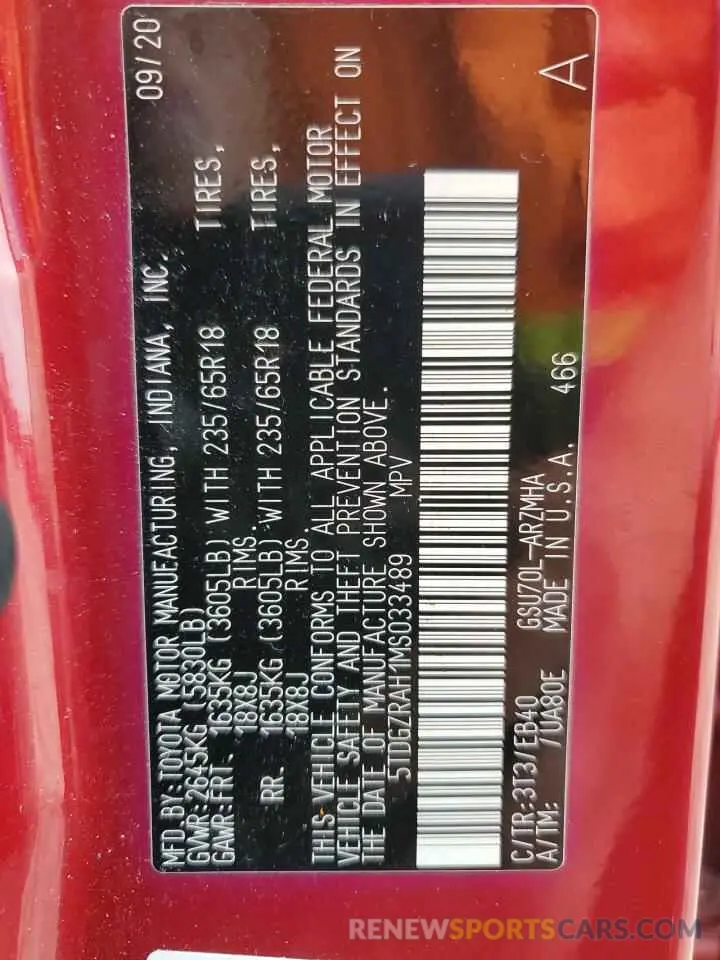 MFD BY:TOYOTA MOTOR MANUFACTURING, INDIANA, INC. 09/20
GVWR:2645KG (5830LB)
GAWR:FRT. 1635KG (3605LB) WITH 235/65R18 TIRES,
18X8J RIMS.
RR. 1635KG (3605LB) WITH 235/65R18 TIRES,
18X8J RIMS.
THIS VEHICLE CONFORMS TO ALL APPLICABLE FEDERAL MOTOR
VEHICLE SAFETY AND THEFT PREVENTION STANDARDS IN EFFECT ON
THE DATE OF MANUFACTURE SHOWN ABOVE.
5TDGZRAH1MS033489 MPV
C/TR:3T3/EB40 GSU70L-ARZMHA
A/TM: /UA80E MADE IN U.S.A. 466 A
RENEWSPORTSCARS.COM